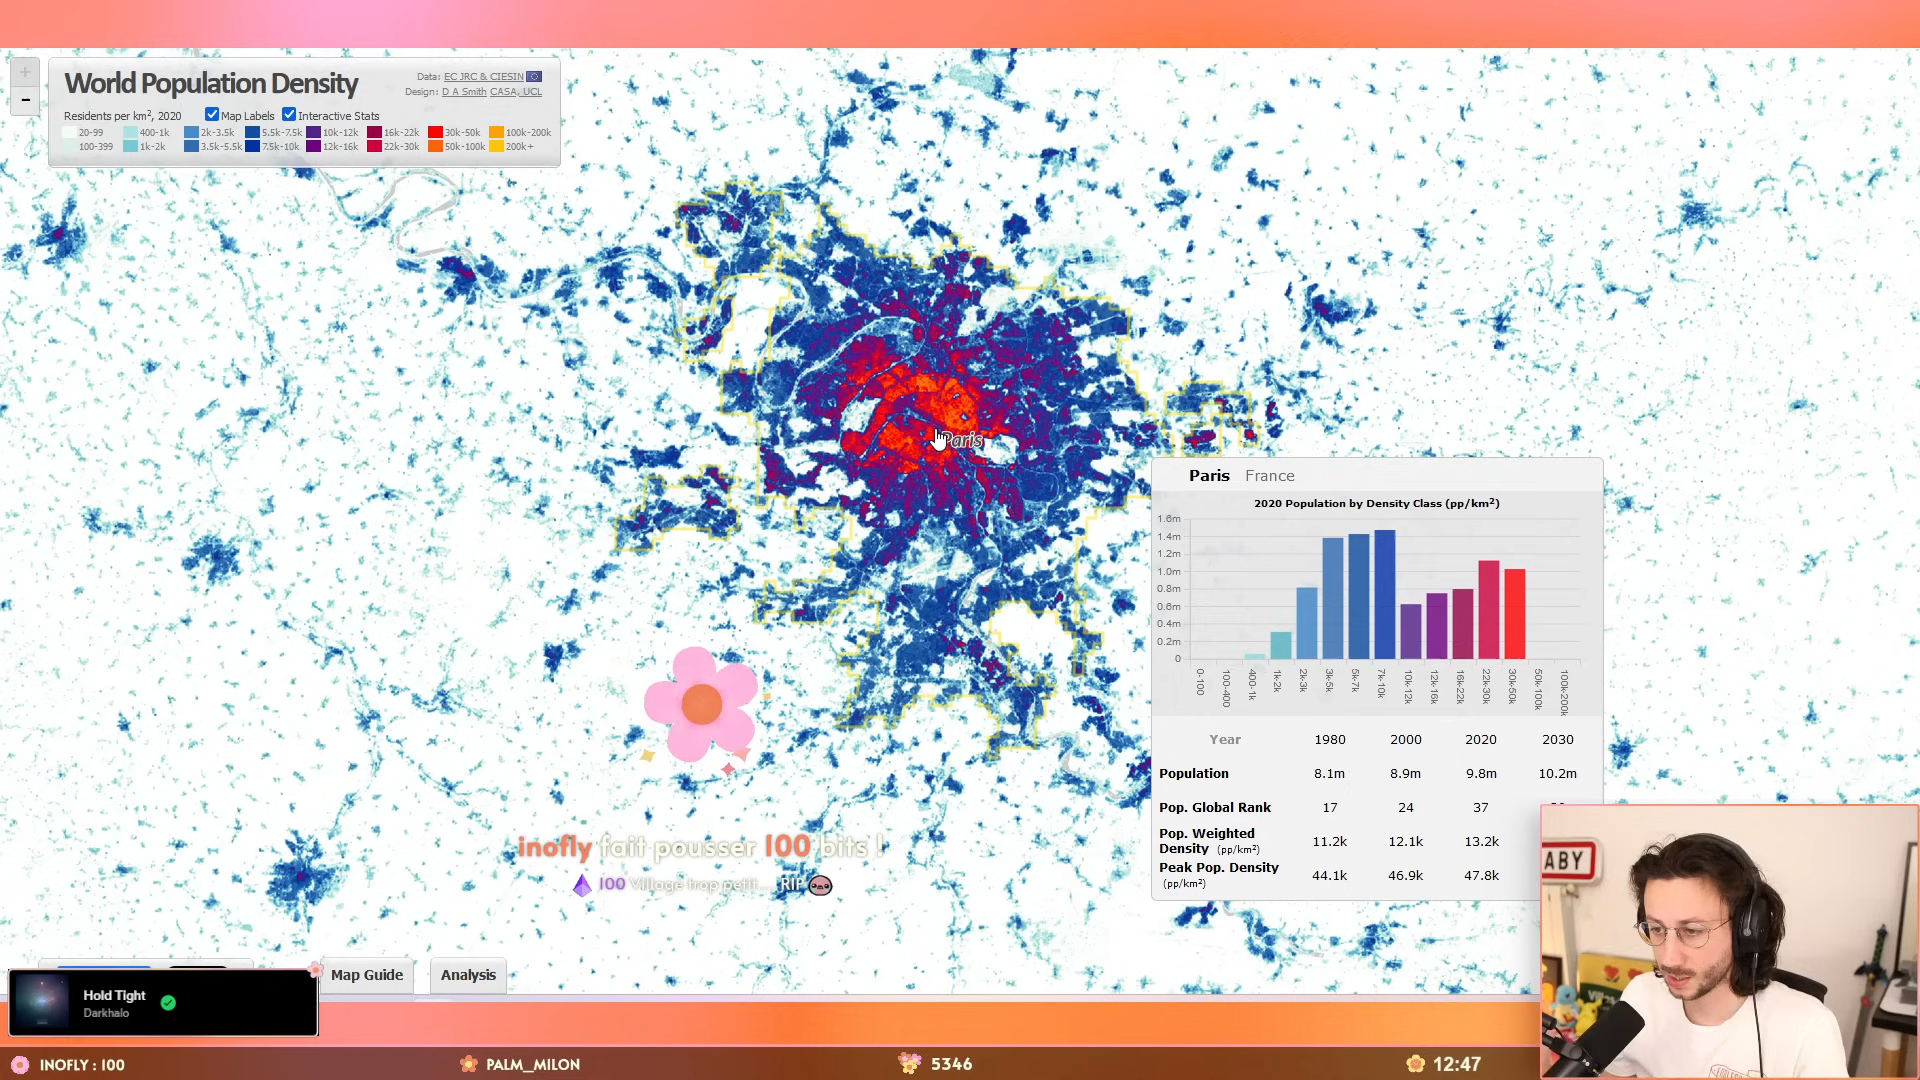 World Population Density
Data: EC JRC & CIESIN
Design: D A Smith CASA, UCL
Residents per km², 2020
Map Labels
Interactive Stats
20-99
400-1k
2k-3.5k
5.5k-7.5k
10k-12k
16k-22k
30k-50k
100k-200k
100-399
1k-2k
3.5k-5.5k
7.5k-10k
12k-16k
22k-30k
50k-100k
200k+
+
-
Paris
Paris France
2020 Population by Density Class (pp/km²)
1.6m
1.4m
1.2m
1.0m
0.8m
0.6m
0.4m
0.2m
0
0-100
100-400
400-1k
1k-2k
2k-3k
3k-5k
5k-7k
7k-10k
10k-12k
12k-16k
16k-22k
22k-300k
30k-500k
50k-100k
100k-200k
Year 1980 2000 2020 2030
Population 8.1m 8.9m 9.8m 10.2m
Pop. Global Rank 17 24 37
Pop. Weighted
Density (pp/km²) 11.2k 12.1k 13.2k
Peak Pop. Density
(pp/km²) 44.1k 46.9k 47.8k
inofly fait pousser 100 bits !
100 Village trop petit.... RIP
Map Guide
Analysis
Hold Tight
Darkhalo
ABY
INOFLY : 100
PALM_MILON
5346
12:47